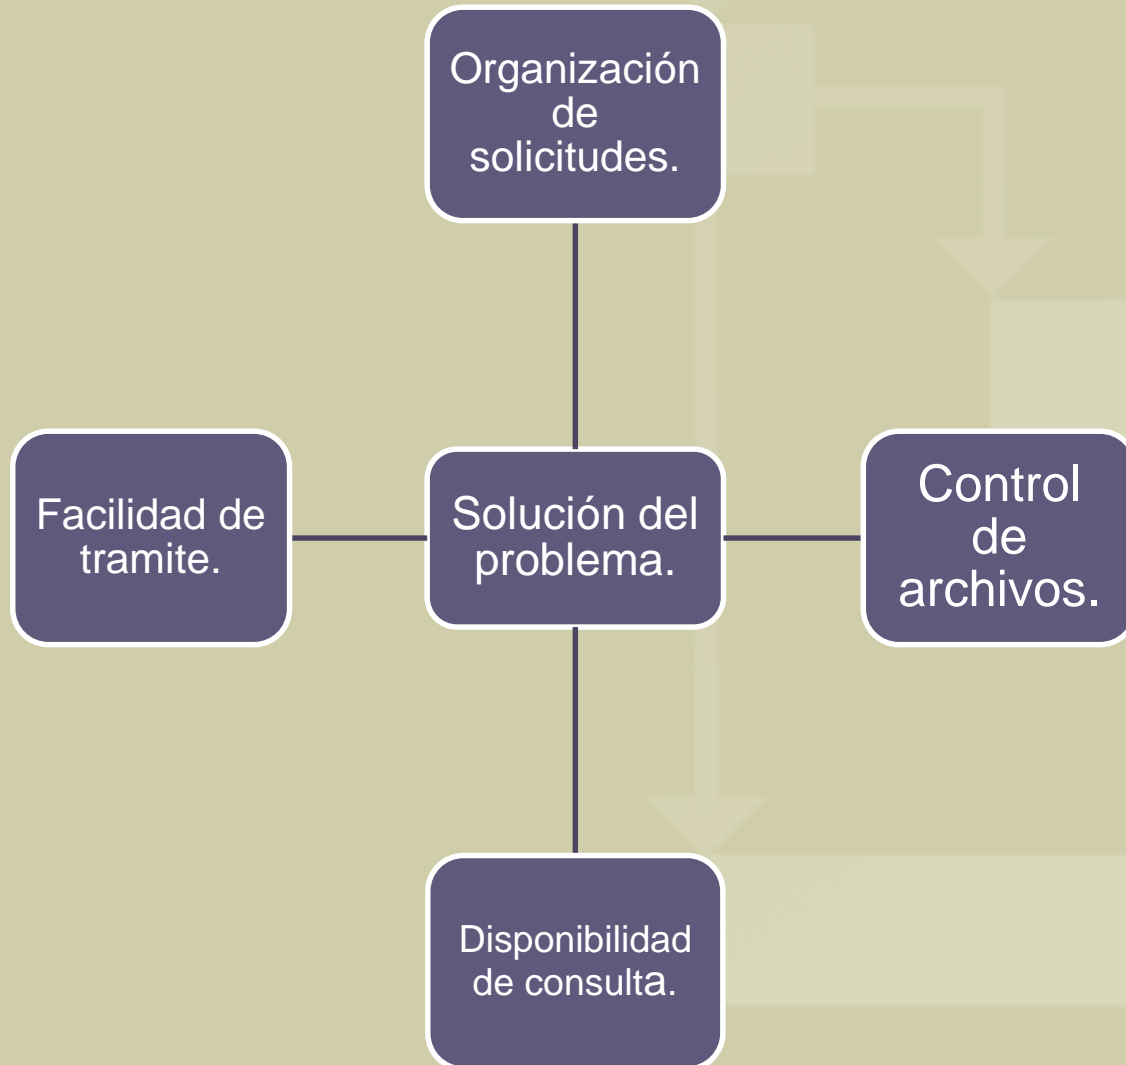 Organización
de
solicitudes.
Facilidad de
tramite.
Solución del
problema.
Control
de
archivos.
Disponibilidad
de consulta.